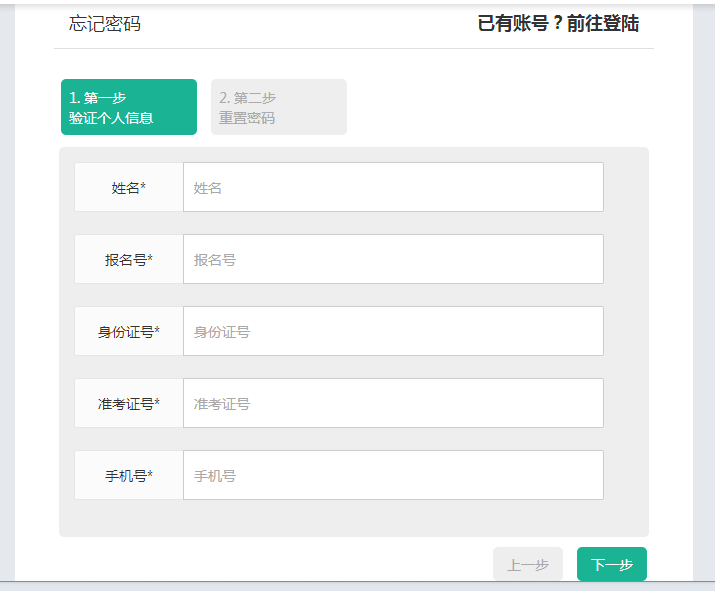 忘记密码
已有账号？前往登陆
1. 第一步
验证个人信息
2. 第二步
重置密码
姓名* 姓名
报名号* 报名号
身份证号* 身份证号
准考证号* 准考证号
手机号* 手机号
上一步 下一步